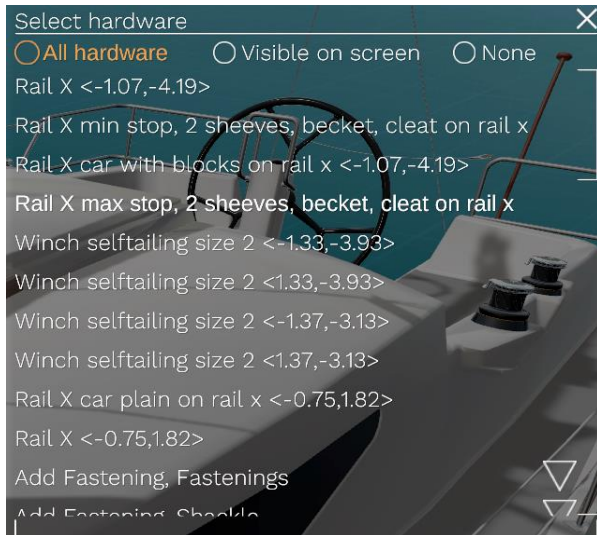 Select hardware
All hardware Visible on screen None
Rail X <-1.07,-4.19>
Rail X min stop, 2 sheeves, becket, cleat on rail x
Rail X car with blocks on rail x <-1.07,-4.19>
Rail X max stop, 2 sheeves, becket, cleat on rail x
Winch selftailing size 2 <-1.33,-3.93>
Winch selftailing size 2 <1.33,-3.93>
Winch selftailing size 2 <-1.37,-3.13>
Winch selftailing size 2 <1.37,-3.13>
Rail X car plain on rail x <-0.75,1.82>
Rail X <-0.75,1.82>
Add Fastening, Fastenings
Add Fastening, Shackle